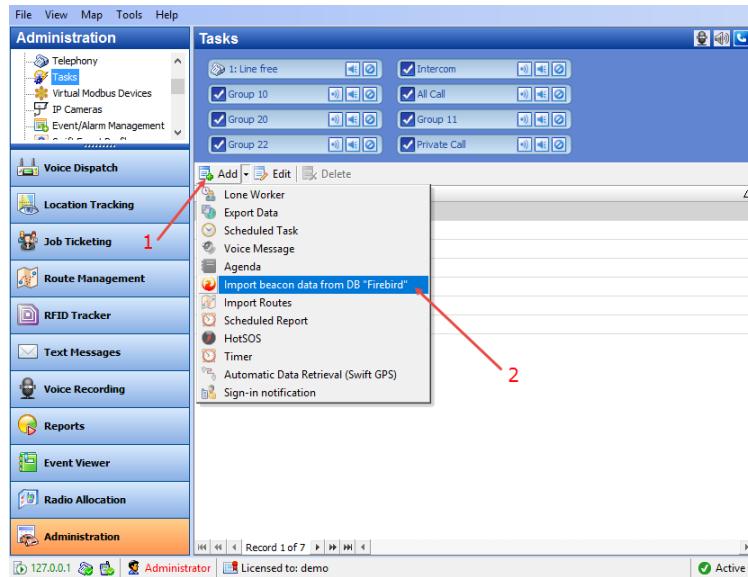 File View Map Tools Help
Administration
Telephony
Tasks
Virtual Modbus Devices
IP Cameras
Event/Alarm Management
Voice Dispatch
Location Tracking
Job Ticketing
Route Management
RFID Tracker
Text Messages
Voice Recording
Reports
Event Viewer
Radio Allocation
Administration
Tasks
1: Line free
Intercom
Group 10
All Call
Group 20
Group 11
Group 22
Private Call
Add Edit Delete
Lone Worker
Export Data
Scheduled Task
Voice Message
Agenda
Import beacon data from DB "Firebird"
Import Routes
Scheduled Report
HotSOS
Timer
Automatic Data Retrieval (Swift GPS)
Sign-in notification
1
2
Record 1 of 7
127.0.0.1 Administrator Licensed to: demo Active